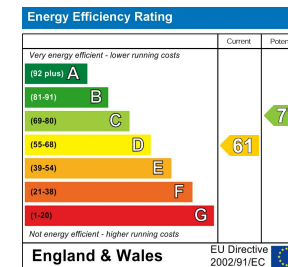 Energy Efficiency Rating
Current
Very energy efficient - lower running costs
(92 plus) A
(81-91) B
(69-80) C
(55-68) D
61
(39-54) E
(21-38) F
(1-20) G
Not energy efficient - higher running costs
England & Wales
EU Directive
2002/91/EC